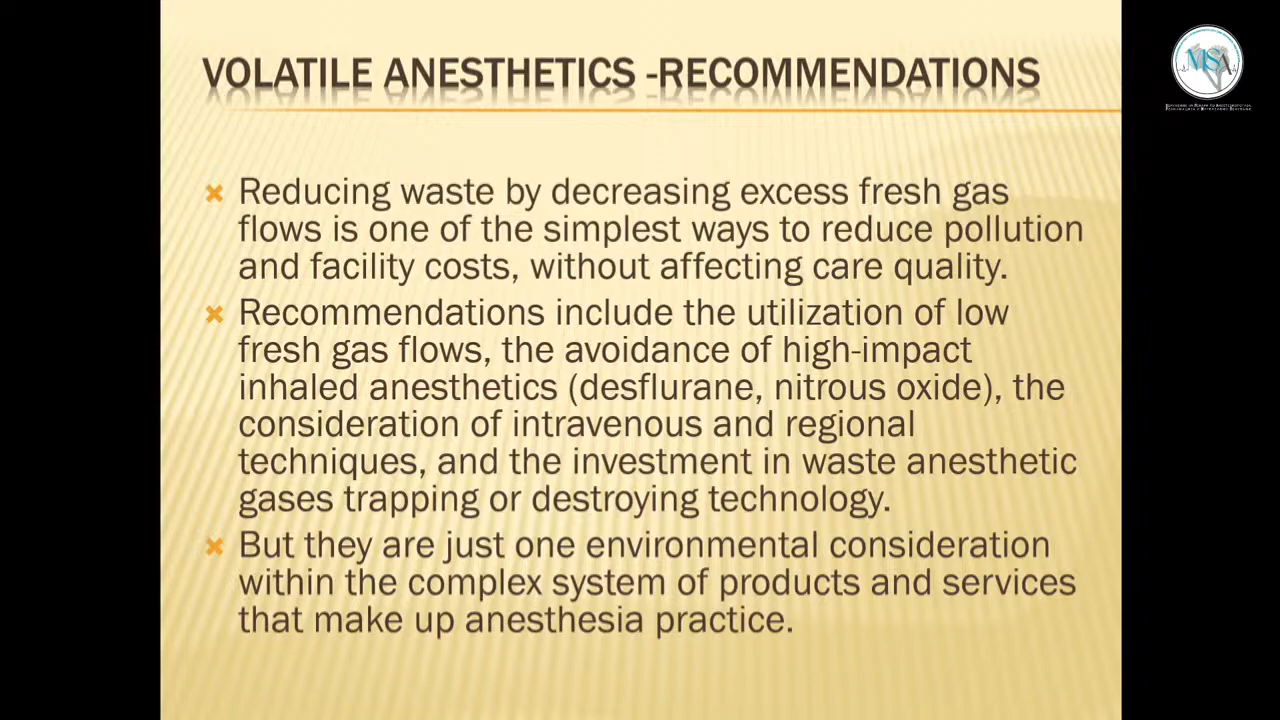 VOLATILE ANESTHETICS -RECOMMENDATIONS
Reducing waste by decreasing excess fresh gas
flows is one of the simplest ways to reduce pollution
and facility costs, without affecting care quality.
Recommendations include the utilization of low
fresh gas flows, the avoidance of high-impact
inhaled anesthetics (desflurane, nitrous oxide), the
consideration of intravenous and regional
techniques, and the investment in waste anesthetic
gases trapping or destroying technology.
But they are just one environmental consideration
within the complex system of products and services
that make up anesthesia practice.
MSA